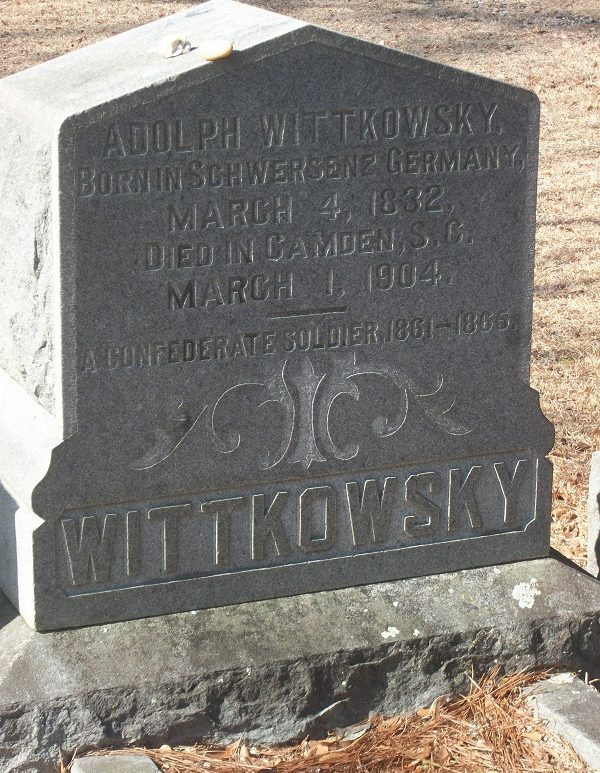 ADOLPH WITTKOWSKY,
BORN IN SCHWERSENZ GERMANY,
MARCH 4, 1832,
DIED IN CAMDEN, S.C.
MARCH 1, 1904.
A CONFEDERATE SOLDIER, 1861–1865.
WITTKOWSKY